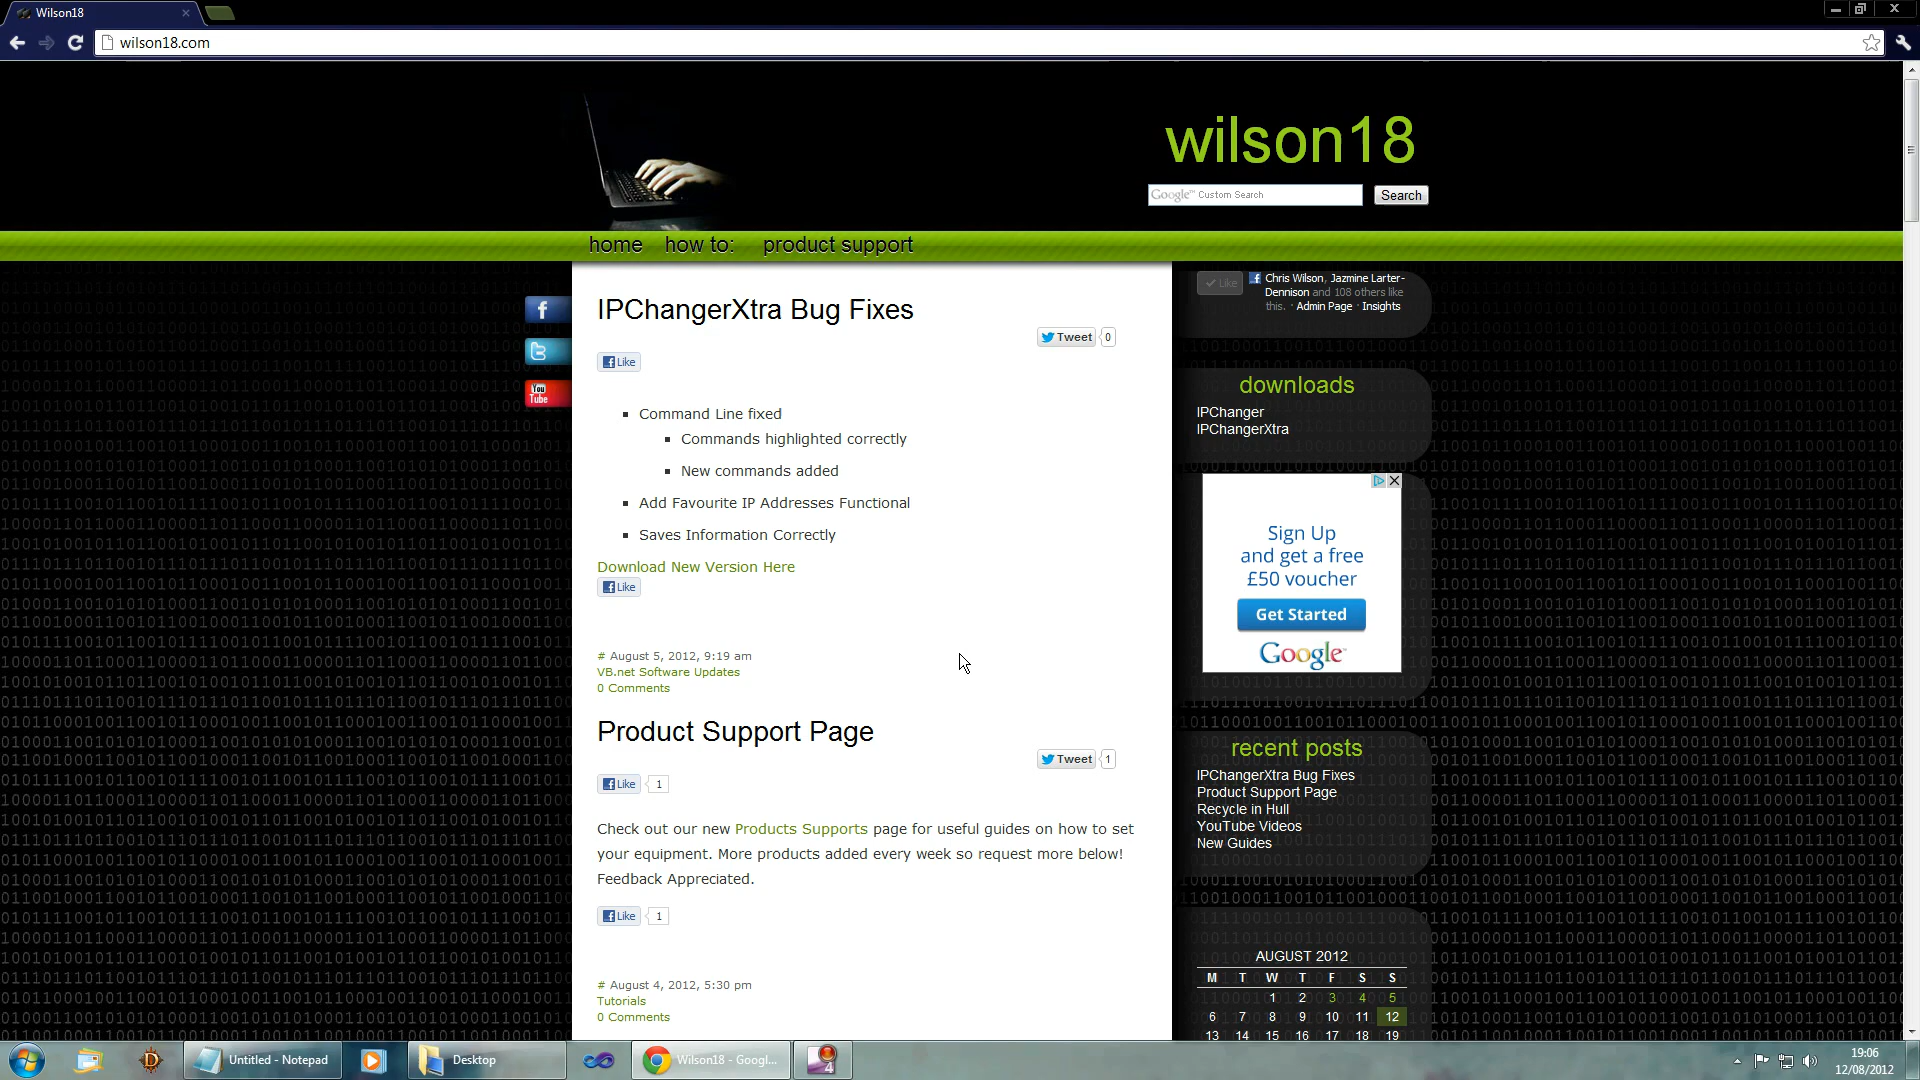 Wilson18
wilson18.com
wilson18
Google™ Custom Search
Search
home how to: product support
IPChangerXtra Bug Fixes
Tweet 0
Like
Command Line fixed
Commands highlighted correctly
New commands added
Add Favourite IP Addresses Functional
Saves Information Correctly
Download New Version Here
Like
# August 5, 2012, 9:19 am
VB.net Software Updates
0 Comments
Product Support Page
Tweet 1
Like 1
Check out our new Products Supports page for useful guides on how to set
your equipment. More products added every week so request more below!
Feedback Appreciated.
Like 1
# August 4, 2012, 5:30 pm
Tutorials
0 Comments
You
Tube
Like
Chris Wilson, Jazmine Larter-
Dennison and 108 others like
this. · Admin Page · Insights
downloads
IPChanger
IPChangerXtra
Sign Up
and get a free
£50 voucher
Get Started
Google™
recent posts
IPChangerXtra Bug Fixes
Product Support Page
Recycle in Hull
YouTube Videos
New Guides
AUGUST 2012
M T W T F S S
1 2 3 4 5
6 7 8 9 10 11 12
13 14 15 16 17 18 19
Untitled - Notepad
Desktop
Wilson18 - Googl...
4
19:06
12/08/2012